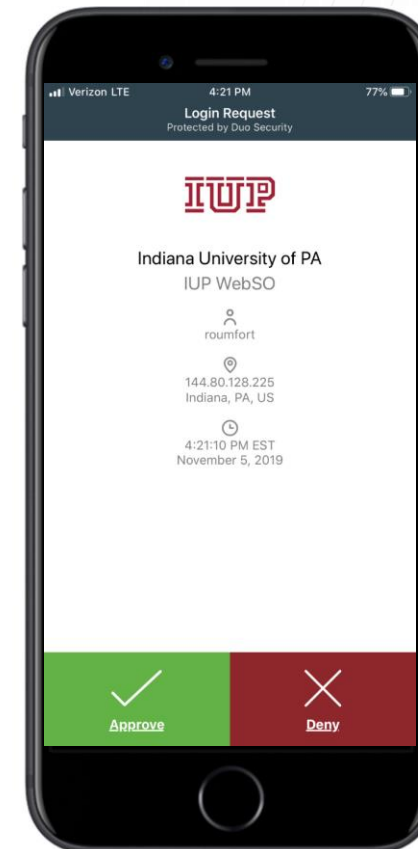 Verizon LTE 4:21 PM 77%
Login Request
Protected by Duo Security
IUP
Indiana University of PA
IUP WebSO
roumfort
144.80.128.225
Indiana, PA, US
4:21:10 PM EST
November 5, 2019
Approve Deny